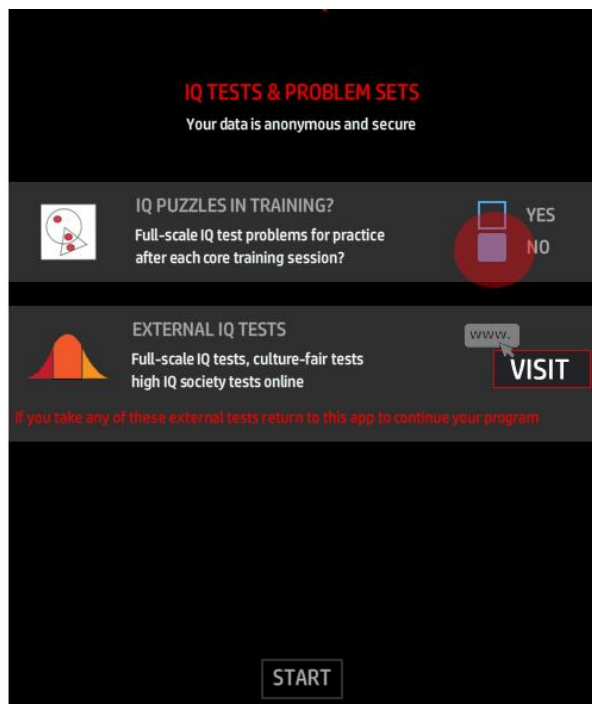 IQ TESTS & PROBLEM SETS
Your data is anonymous and secure
IQ PUZZLES IN TRAINING?
Full-scale IQ test problems for practice
after each core training session?
YES
NO
EXTERNAL IQ TESTS
Full-scale IQ tests, culture-fair tests
high IQ society tests online
www.
VISIT
If you take any of these external tests return to this app to continue your program
START